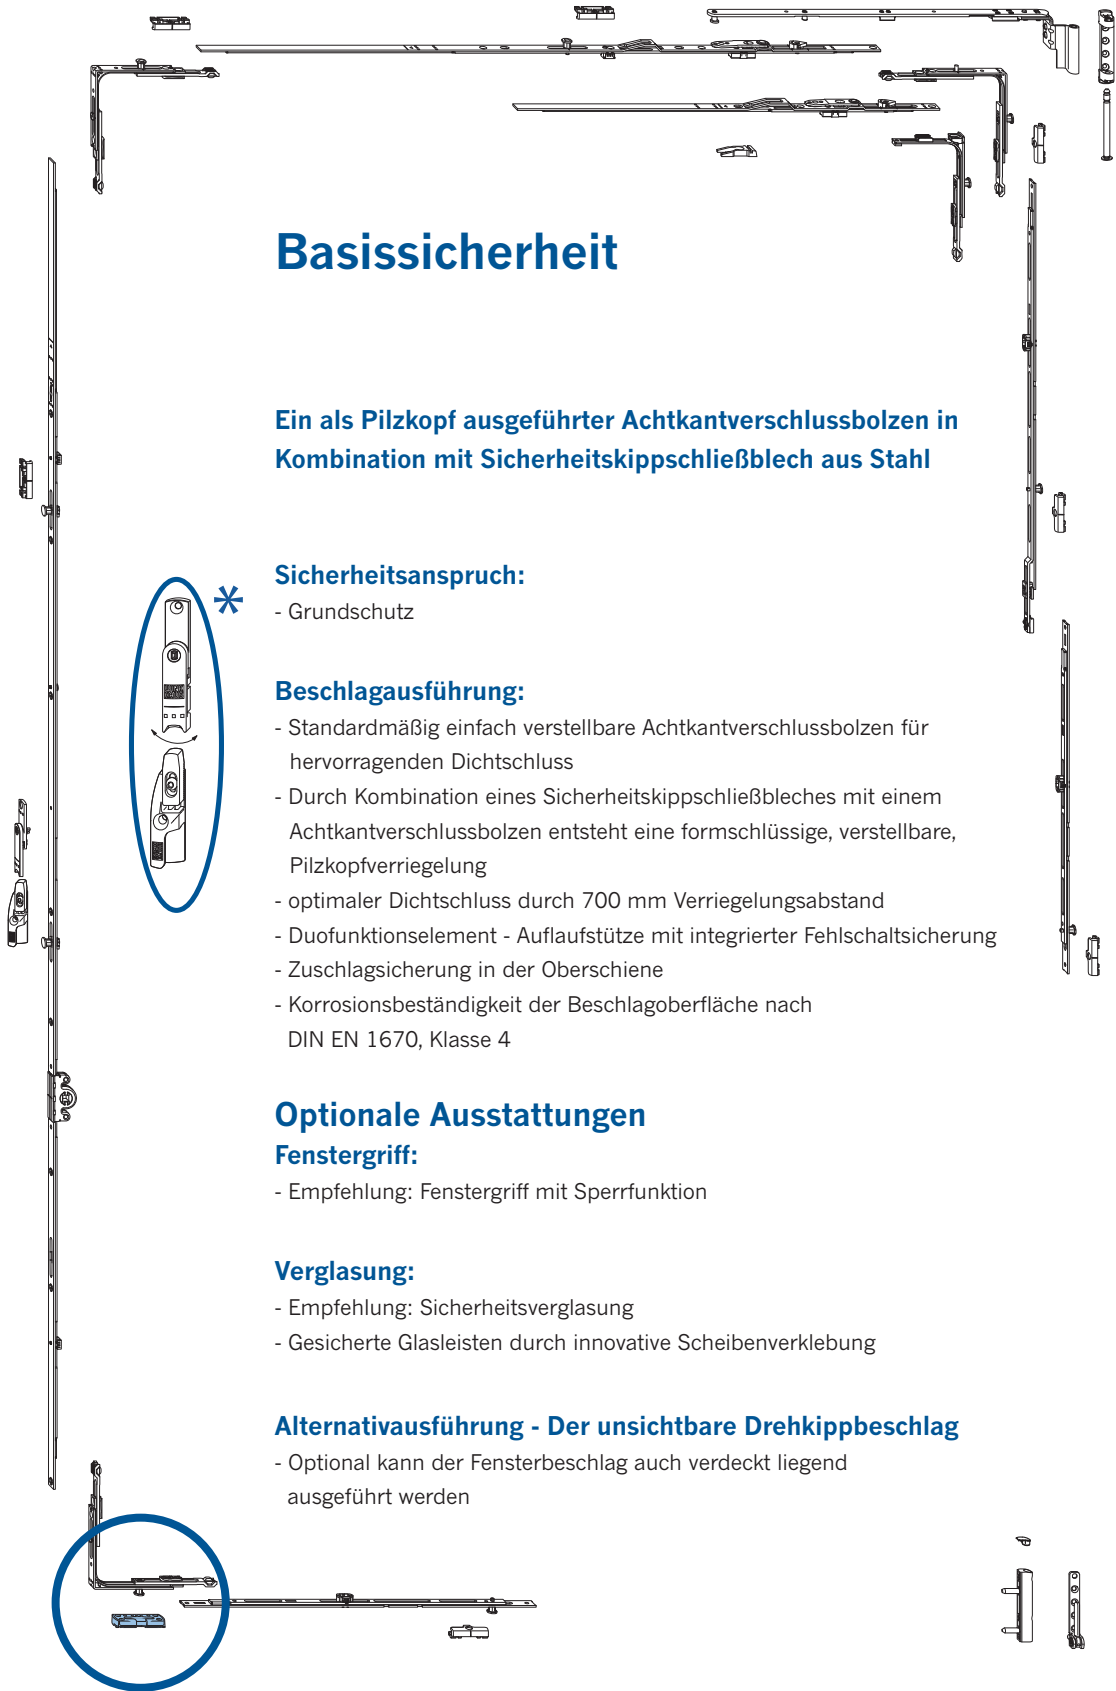 Basissicherheit
Ein als Pilzkopf ausgeführter Achtkantverschlussbolzen in
Kombination mit Sicherheitskippschließblech aus Stahl
*
Sicherheitsanspruch:
- Grundschutz
Beschlagausführung:
- Standardmäßig einfach verstellbare Achtkantverschlussbolzen für
hervorragenden Dichtschluss
- Durch Kombination eines Sicherheitskippschließbleches mit einem
Achtkantverschlussbolzen entsteht eine formschlüssige, verstellbare,
Pilzkopfverriegelung
- optimaler Dichtschluss durch 700 mm Verriegelungsabstand
- Duofunktionselement - Auflaufstütze mit integrierter Fehlschaltsicherung
- Zuschlagsicherung in der Oberschiene
- Korrosionsbeständigkeit der Beschlagoberfläche nach
DIN EN 1670, Klasse 4
Optionale Ausstattungen
Fenstergriff:
- Empfehlung: Fenstergriff mit Sperrfunktion
Verglasung:
- Empfehlung: Sicherheitsverglasung
- Gesicherte Glasleisten durch innovative Scheibenverklebung
Alternativausführung - Der unsichtbare Drehkippbeschlag
- Optional kann der Fensterbeschlag auch verdeckt liegend
ausgeführt werden